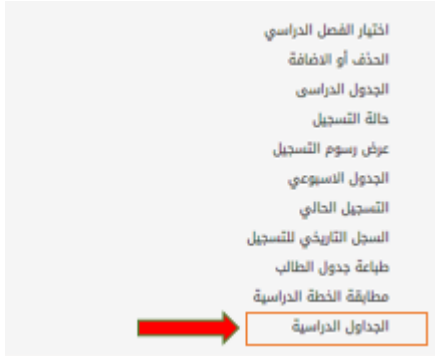 اختيار الفصل الدراسي
الحذف أو الاضافة
الجدول الدراسى
حالة التسجيل
عرض رسوم التسجيل
الجدول الاسبوعي
التسجيل الحالي
السجل التاريخي للتسجيل
طباعة جدول الطالب
مطابقة الخطة الدراسية
الجداول الدراسية